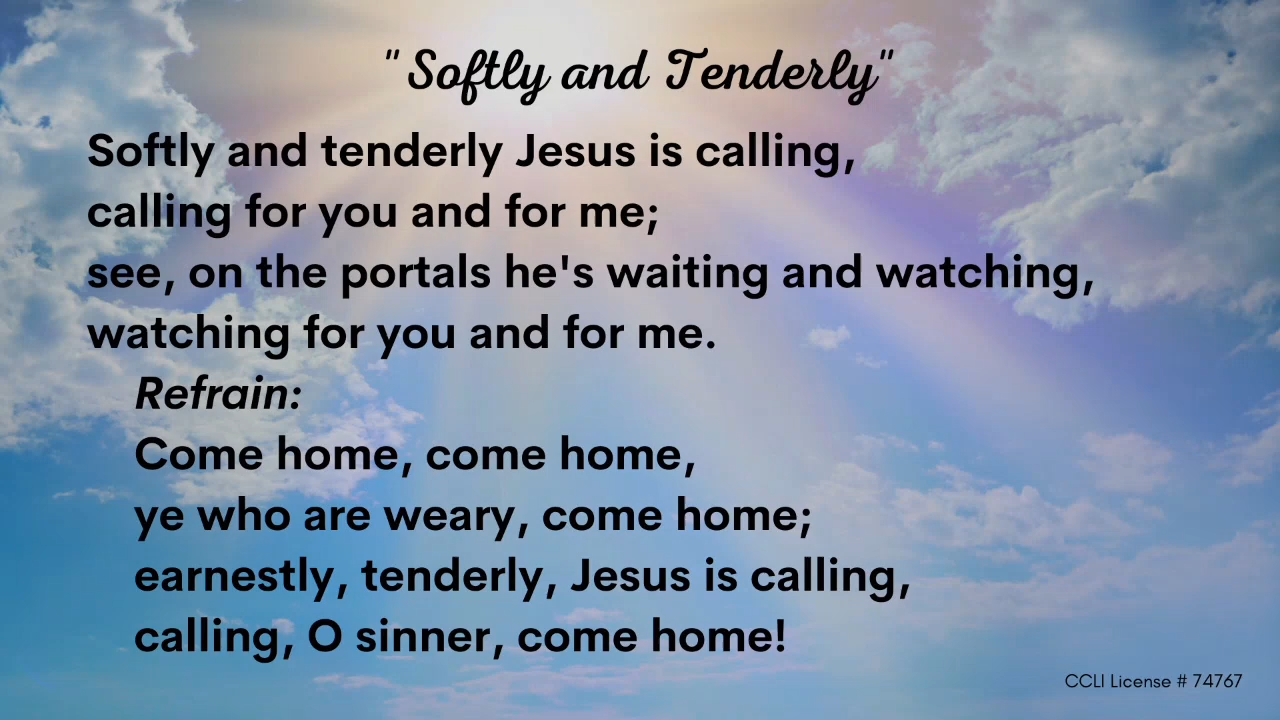 "Softly and Tenderly"
Softly and tenderly Jesus is calling,
calling for you and for me;
see, on the portals he's waiting and watching,
watching for you and for me.
Refrain:
Come home, come home,
ye who are weary, come home;
earnestly, tenderly, Jesus is calling,
calling, O sinner, come home!
CCLI License # 74767